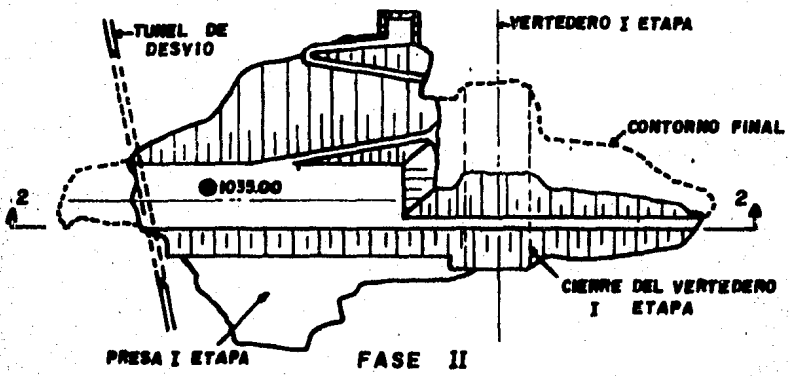 TUNEL DE
DESVIO
VERTEDERO I ETAPA
CONTORNO FINAL
1035.00
2
2
CIERRE DEL VERTEDERO
I ETAPA
PRESA I ETAPA
FASE II